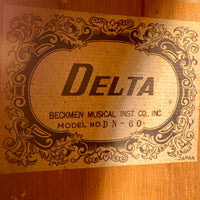 DELTA
BECKMEN MUSICAL INST CO., INC.
MODEL NO. DN-60
JAPAN